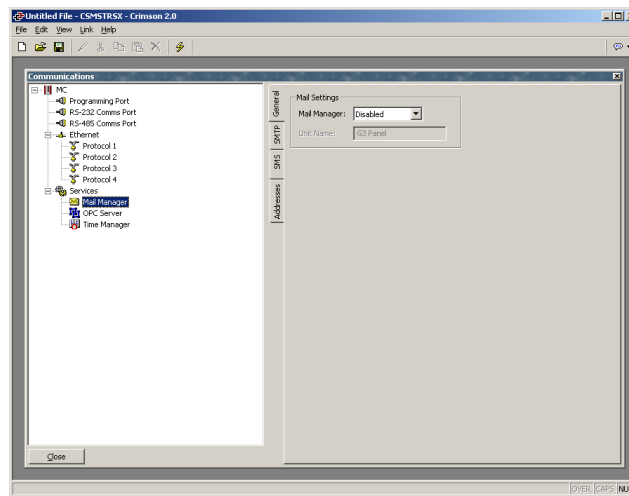 Untitled File - CSMSTRSX - Crimson 2.0
File Edit View Link Help
Communications
MC
Programming Port
RS-232 Comms Port
RS-485 Comms Port
Ethernet
Protocol 1
Protocol 2
Protocol 3
Protocol 4
Services
Mail Manager
OPC Server
Time Manager
General
SMTP
SMS
Addresses
Mail Settings
Mail Manager: Disabled
Unit Name: G3 Panel
Close
OVER CAPS NU